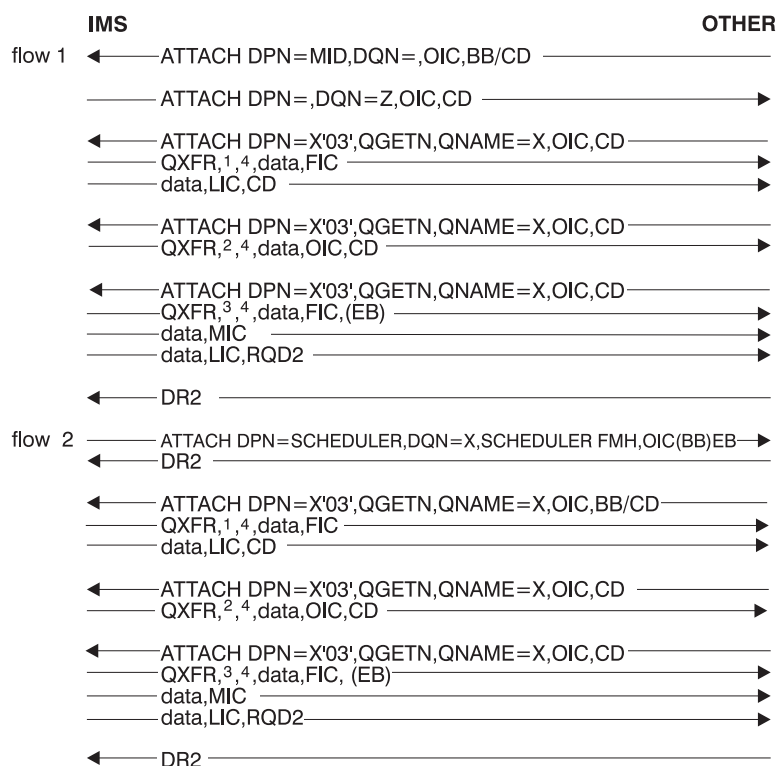 IMS OTHER
flow 1 ATTACH DPN=MID,DQN=,OIC,BB/CD
ATTACH DPN=,DQN=Z,OIC,CD
ATTACH DPN=X'03',QGETN,QNAME=X,OIC,CD
QXFR,1,4,data,FIC
data,LIC,CD
ATTACH DPN=X'03',QGETN,QNAME=X,OIC,CD
QXFR,2,4,data,OIC,CD
ATTACH DPN=X'03',QGETN,QNAME=X,OIC,CD
QXFR,3,4,data,FIC,(EB)
data,MIC
data,LIC,RQD2
DR2
flow 2 ATTACH DPN=SCHEDULER,DQN=X,SCHEDULER FMH,OIC(BB)EB
DR2
ATTACH DPN=X'03',QGETN,QNAME=X,OIC,BB/CD
QXFR,1,4,data,FIC
data,LIC,CD
ATTACH DPN=X'03',QGETN,QNAME=X,OIC,CD
QXFR,2,4,data,OIC,CD
ATTACH DPN=X'03',QGETN,QNAME=X,OIC,CD
QXFR,3,4,data,FIC, (EB)
data,MIC
data,LIC,RQD2
DR2